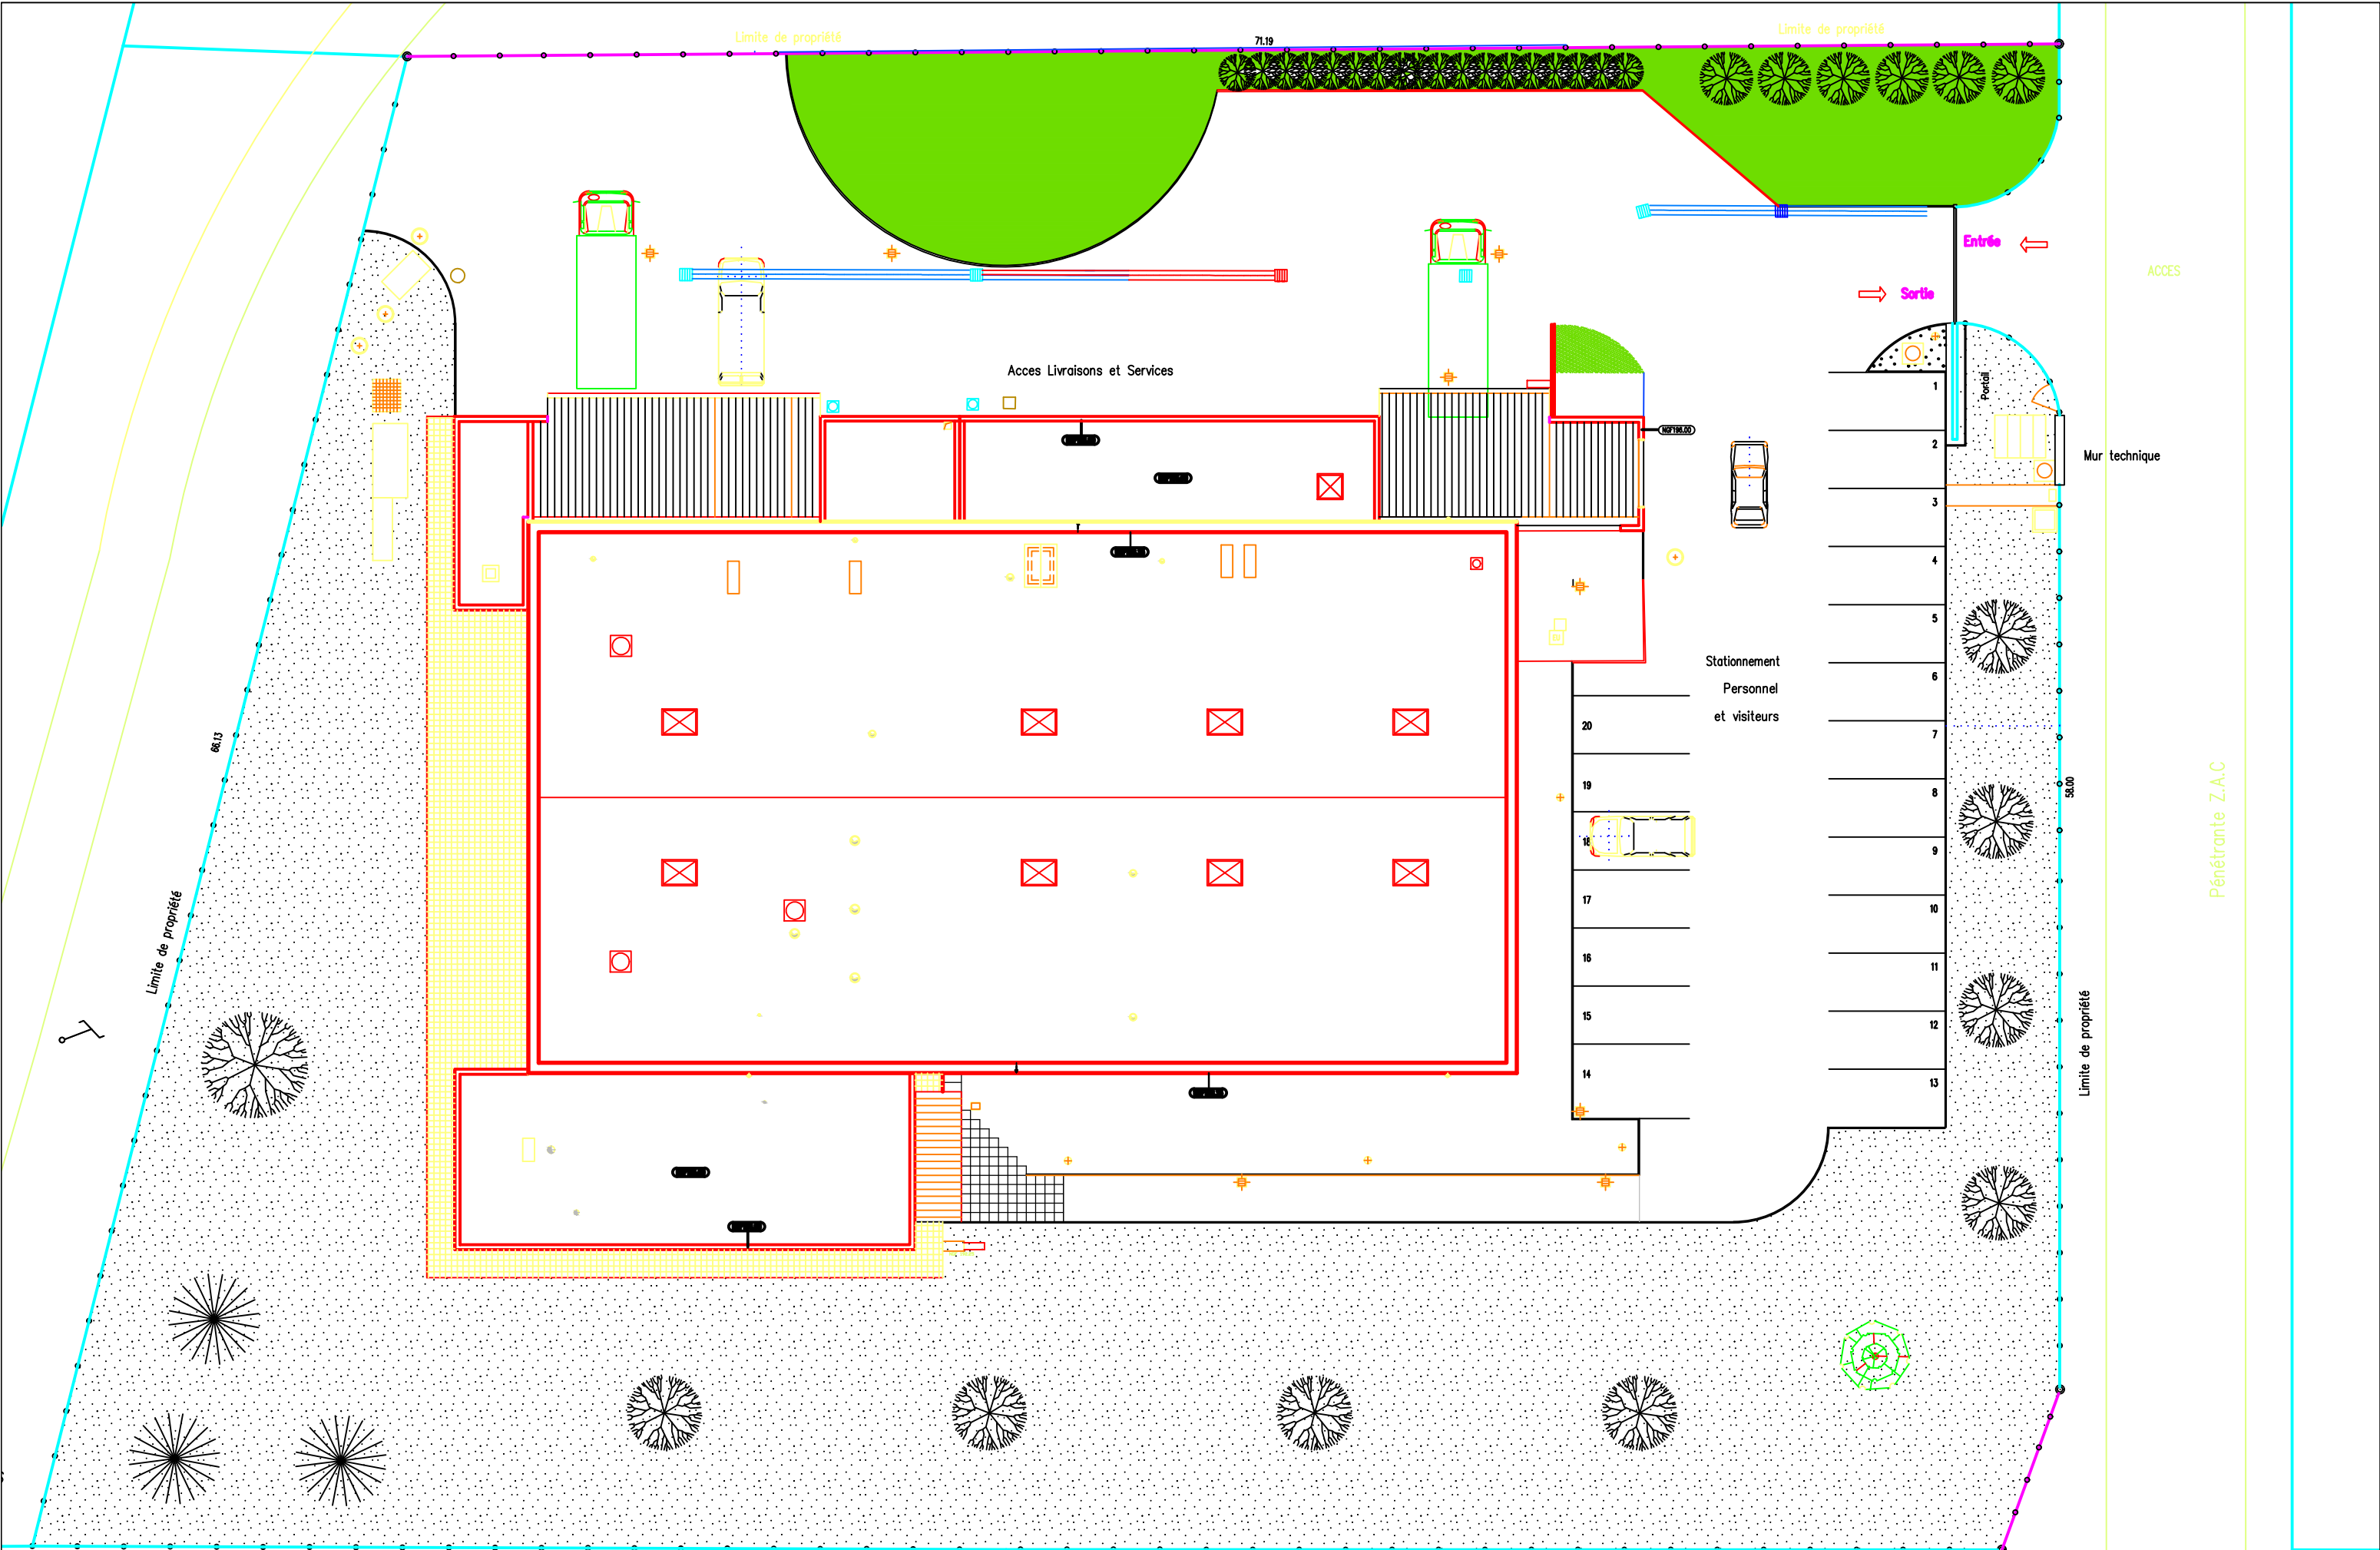 Limite de propriété
71.19
Limite de propriété
Entrée
Sortie
ACCES
Acces Livraisons et Services
Portail
NGF196.00
Mur technique
1
2
3
4
5
6
7
8
9
10
11
12
13
Stationnement
Personnel
et visiteurs
20
19
18
17
16
15
14
66.13
Limite de propriété
58.00
Limite de propriété
Pénétrante Z.A.C